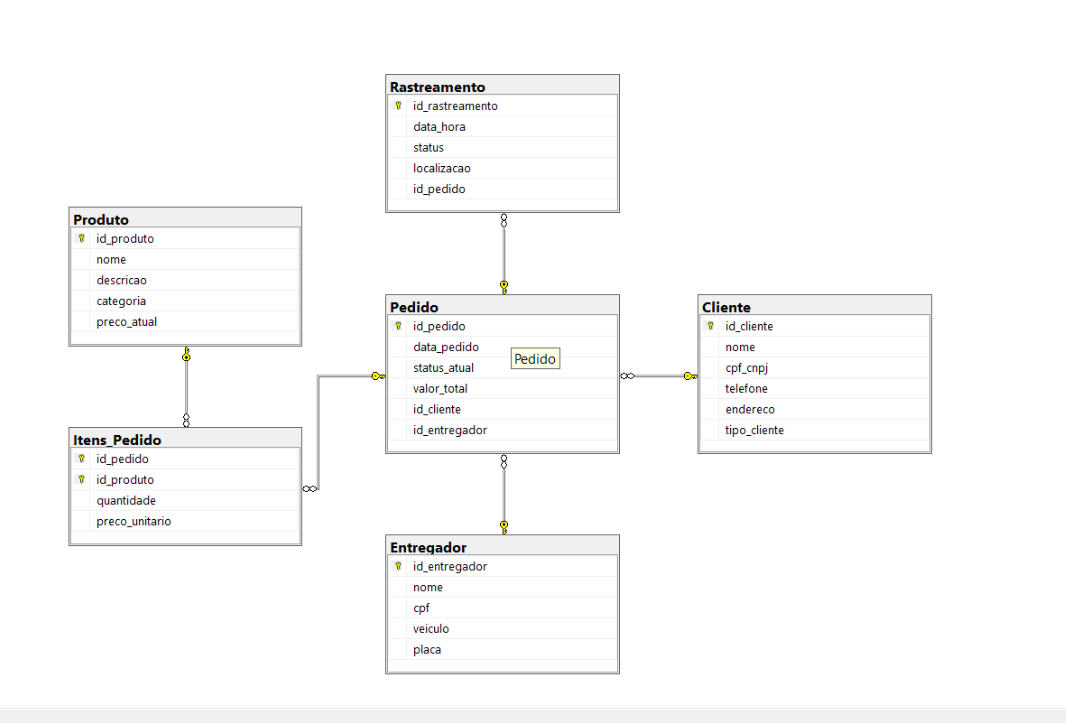 Rastreamento
id_rastreamento
data_hora
status
localizacao
id_pedido
Produto
id_produto
nome
descricao
categoria
preco_atual
Pedido
id_pedido
data_pedido
status_atual
valor_total
id_cliente
id_entregador
Pedido
Cliente
id_cliente
nome
cpf_cnpj
telefone
endereco
tipo_cliente
Itens_Pedido
id_pedido
id_produto
quantidade
preco_unitario
Entregador
id_entregador
nome
cpf
veiculo
placa